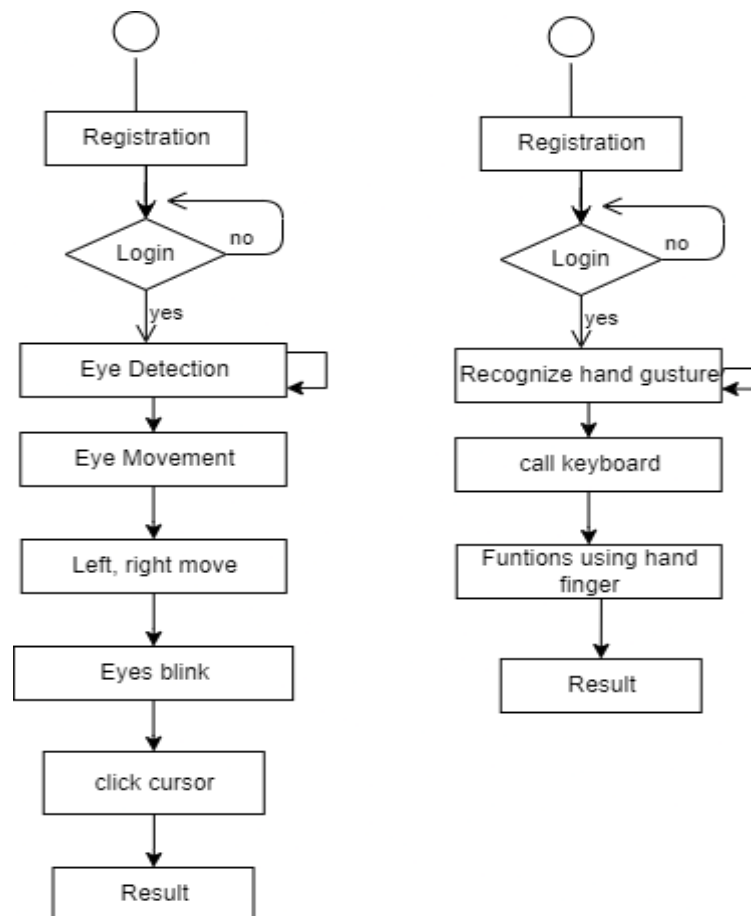 Registration
Login
no
yes
Eye Detection
Eye Movement
Left, right move
Eyes blink
click cursor
Result
Registration
Login
no
yes
Recognize hand gusture
call keyboard
Funtions using hand
finger
Result